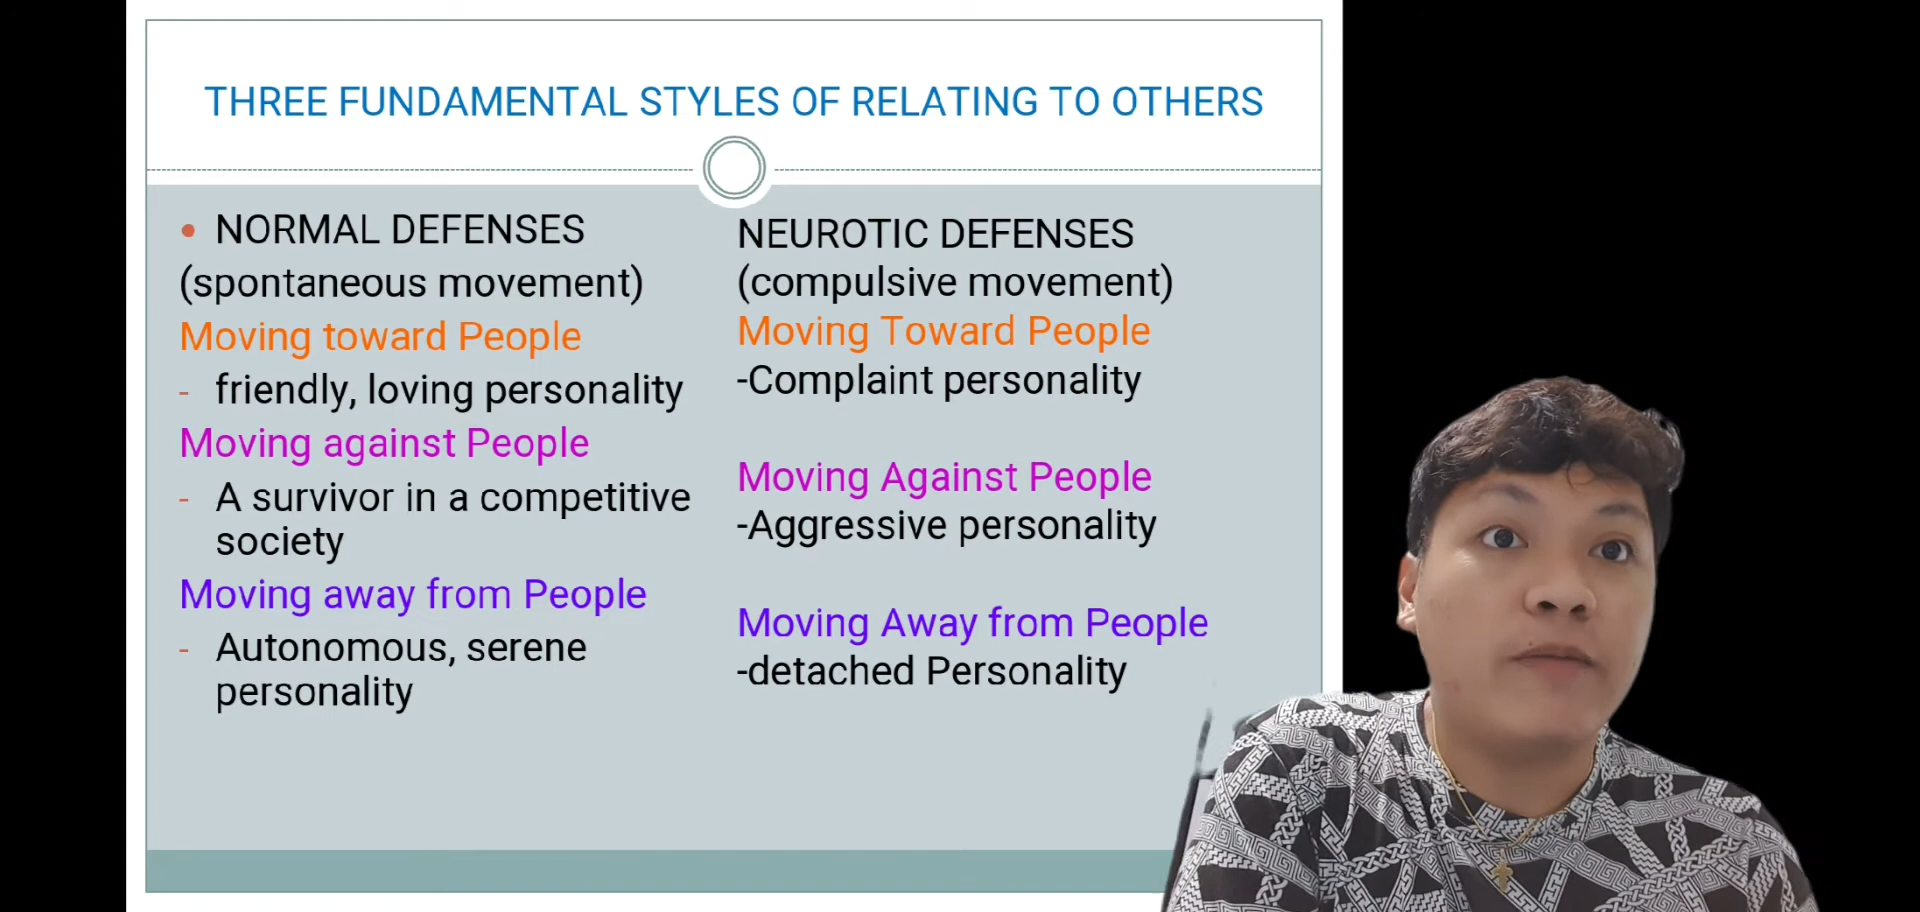 THREE FUNDAMENTAL STYLES OF RELATING TO OTHERS
• NORMAL DEFENSES
(spontaneous movement)
Moving toward People
- friendly, loving personality
Moving against People
- A survivor in a competitive
society
Moving away from People
- Autonomous, serene
personality
NEUROTIC DEFENSES
(compulsive movement)
Moving Toward People
-Complaint personality
Moving Against People
-Aggressive personality
Moving Away from People
-detached Personality